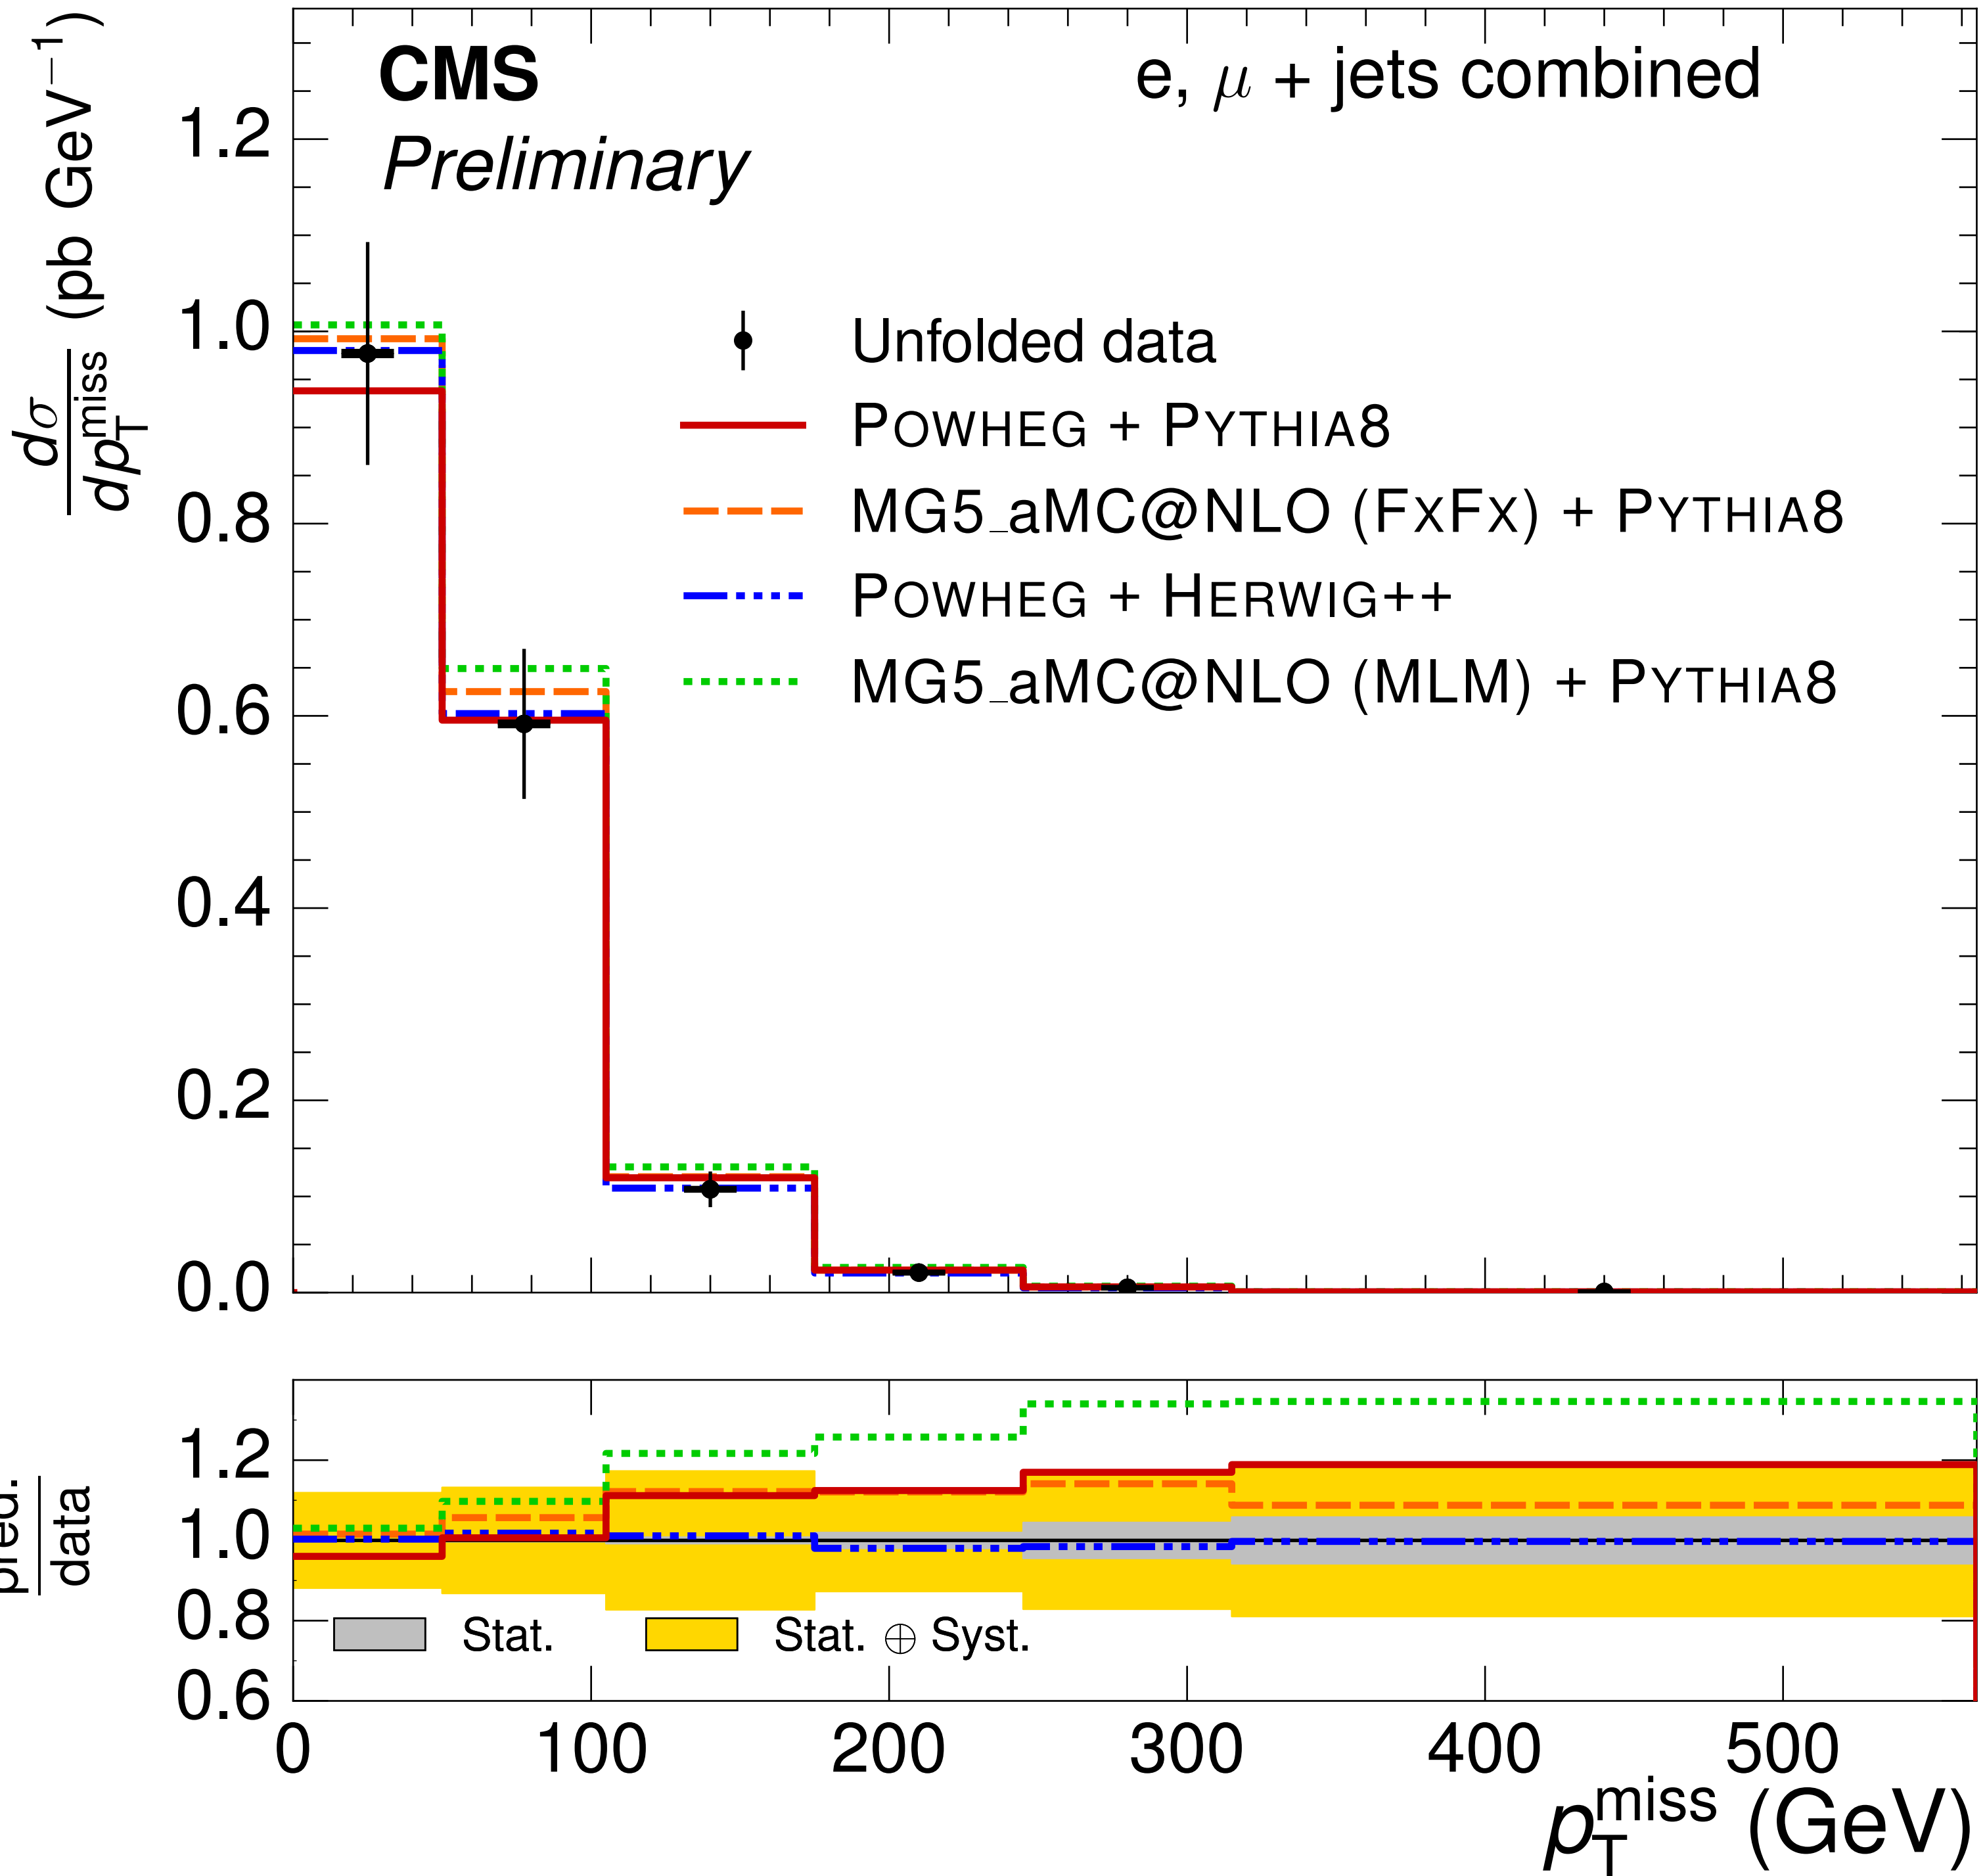 CMS
Preliminary
e, μ + jets combined
dσ/dp_T^miss (pb GeV⁻¹)
1.2
1.0
0.8
0.6
0.4
0.2
0.0
Unfolded data
POWHEG + PYTHIA8
MG5_aMC@NLO (FXFX) + PYTHIA8
POWHEG + HERWIG++
MG5_aMC@NLO (MLM) + PYTHIA8
pred./data
1.2
1.0
0.8
0.6
Stat.
Stat. ⊕ Syst.
0 100 200 300 400 500
p_T^miss (GeV)